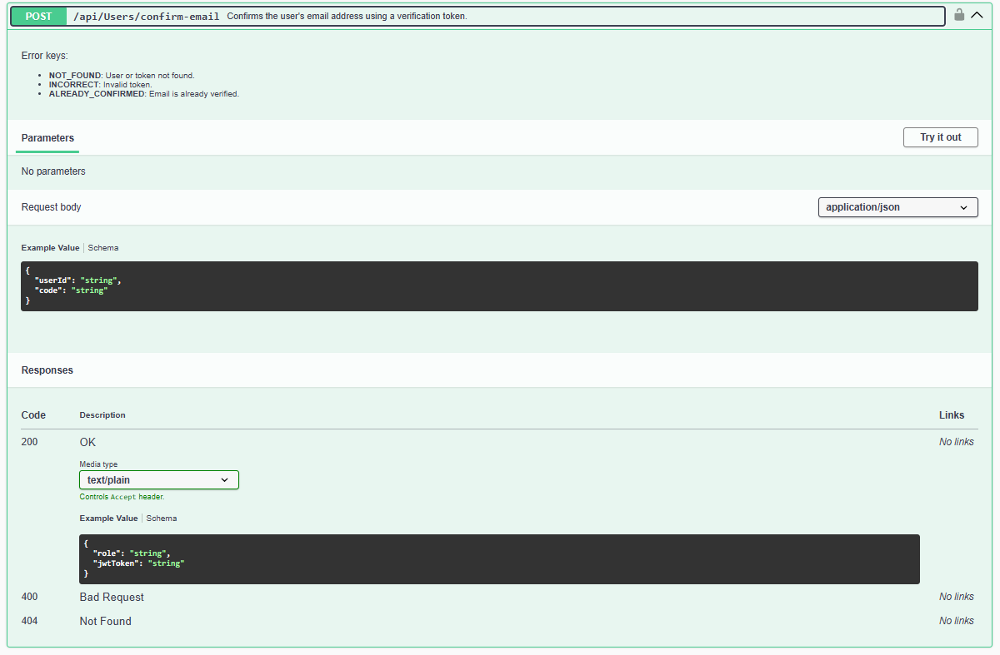 POST /api/Users/confirm-email Confirms the user's email address using a verification token.
Error keys:
• NOT_FOUND: User or token not found.
• INCORRECT: Invalid token.
• ALREADY_CONFIRMED: Email is already verified.
Parameters Try it out
No parameters
Request body application/json
Example Value | Schema
{
  "userId": "string",
  "code": "string"
}
Responses
Code Description Links
200 OK No links
Media type
text/plain
Controls Accept header.
Example Value | Schema
{
  "role": "string",
  "jwtToken": "string"
}
400 Bad Request No links
404 Not Found No links